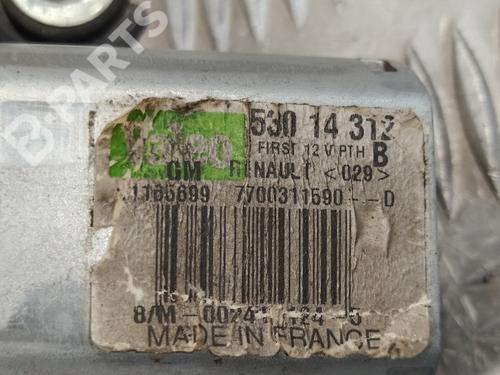 B-PARTS
Valeo
530 14 312
FIRST 12 V PTH B
GM RENAULT <029>
1165699 7700311590--D
MADE IN FRANCE